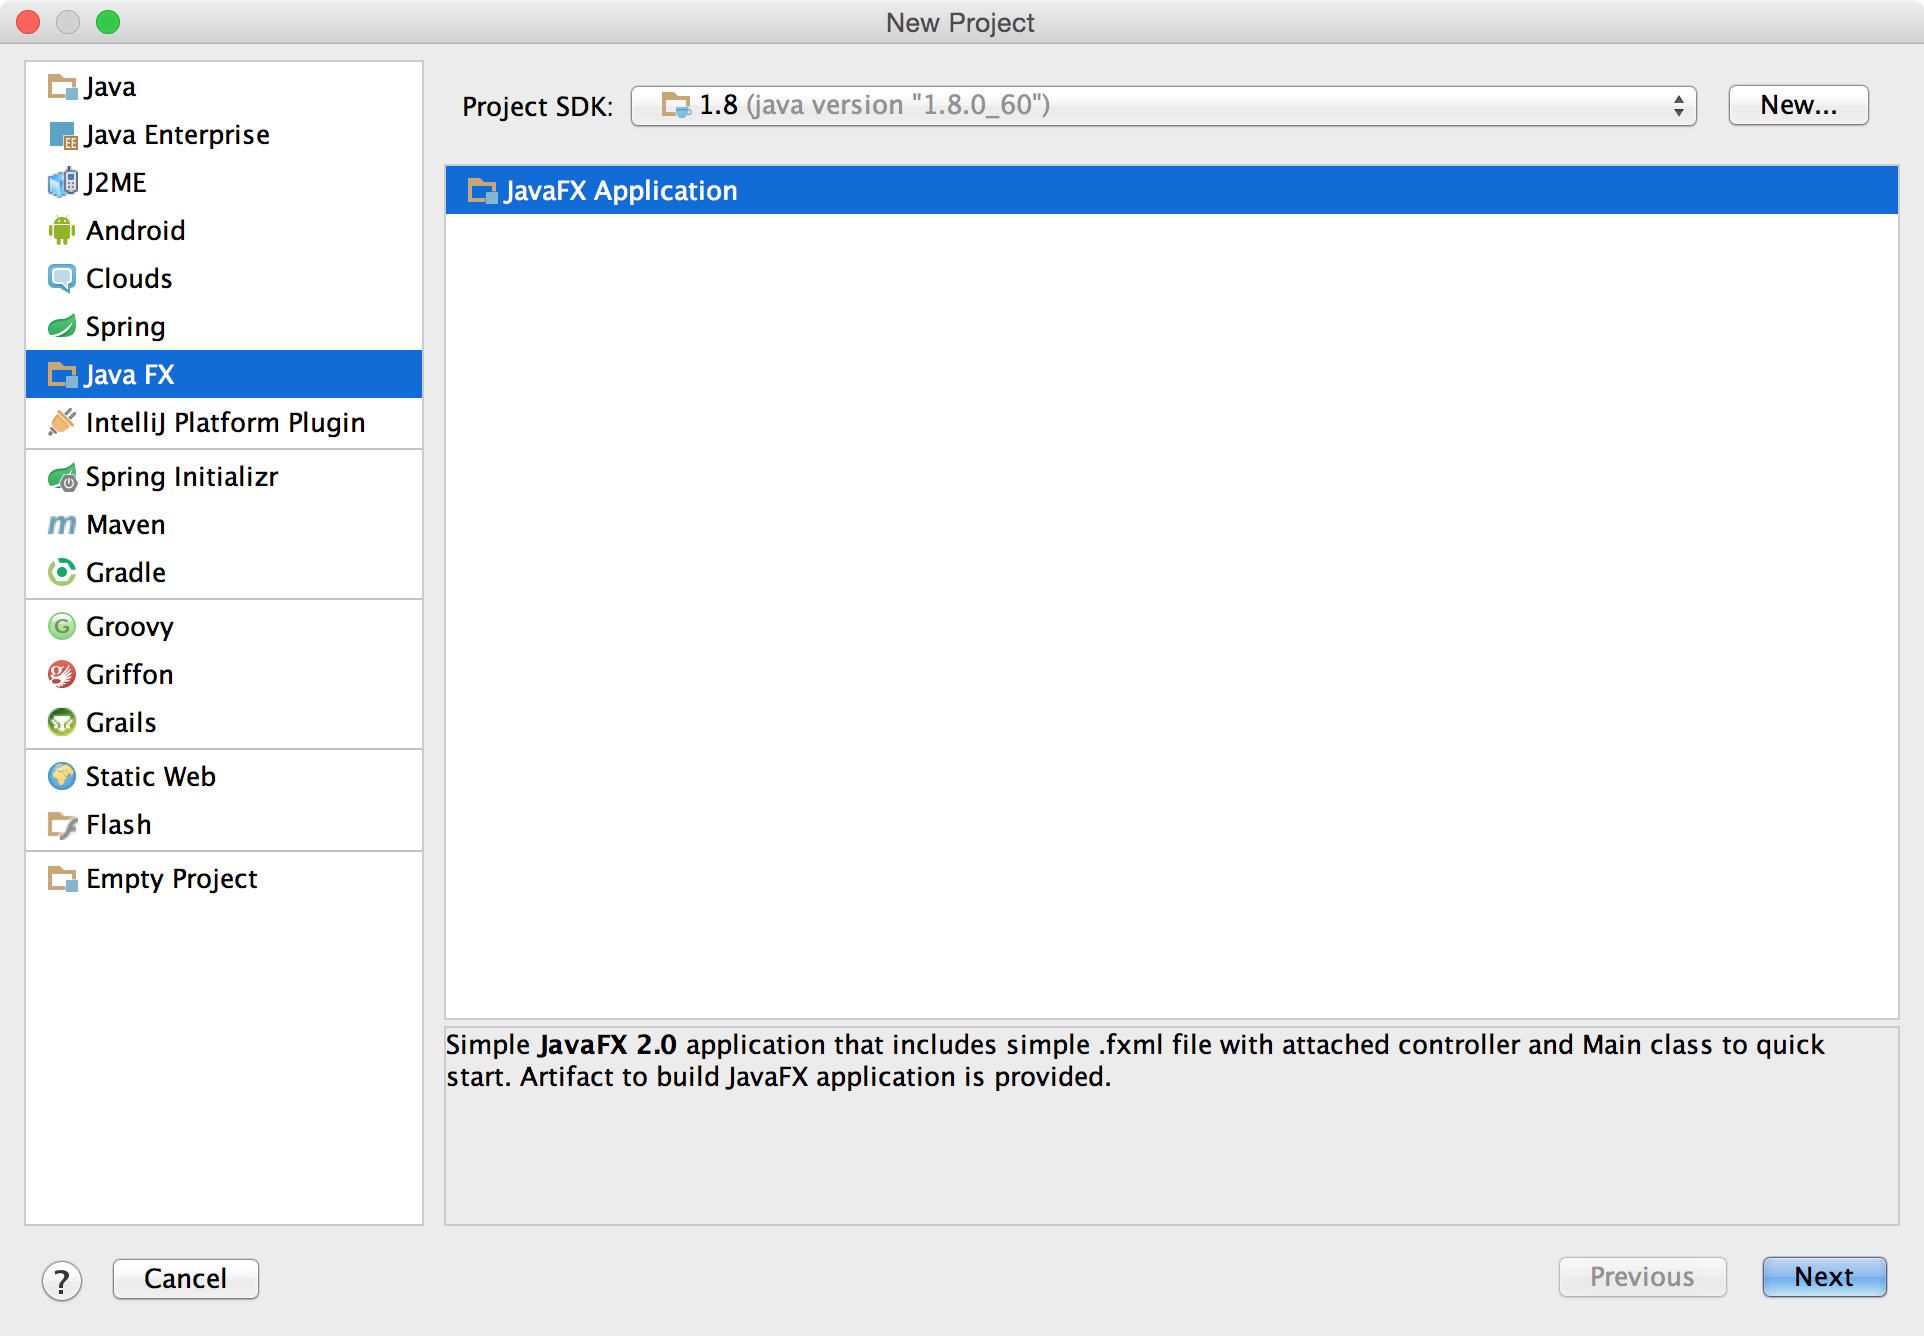 New Project
Java
Java Enterprise
J2ME
Android
Clouds
Spring
Java FX
IntelliJ Platform Plugin
Spring Initializr
Maven
Gradle
Groovy
Griffon
Grails
Static Web
Flash
Empty Project
Project SDK: 1.8 (java version "1.8.0_60") New...
JavaFX Application
Simple JavaFX 2.0 application that includes simple .fxml file with attached controller and Main class to quick
start. Artifact to build JavaFX application is provided.
? Cancel Previous Next